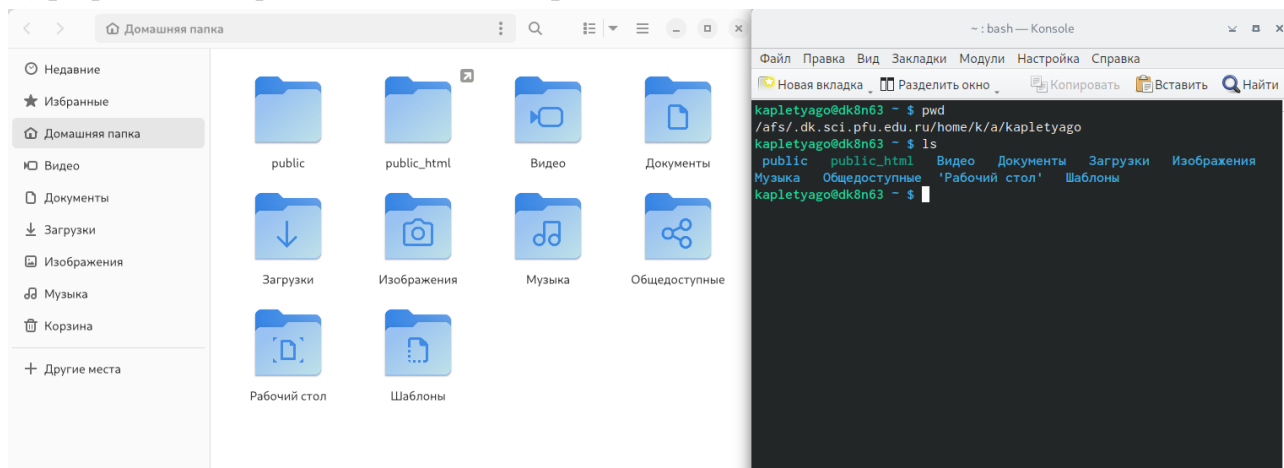 Домашняя папка
Недавние
Избранные
Домашняя папка
Видео
Документы
Загрузки
Изображения
Музыка
Корзина
+ Другие места
public public_html Видео Документы
Загрузки Изображения Музыка Общедоступные
Рабочий стол Шаблоны
~ : bash — Konsole
Файл Правка Вид Закладки Модули Настройка Справка
Новая вкладка Разделить окно Копировать Вставить Найти
kapletyago@dk8n63 ~ $ pwd
/afs/.dk.sci.pfu.edu.ru/home/k/a/kapletyago
kapletyago@dk8n63 ~ $ ls
public public_html Видео Документы Загрузки Изображения
Музыка Общедоступные 'Рабочий стол' Шаблоны
kapletyago@dk8n63 ~ $